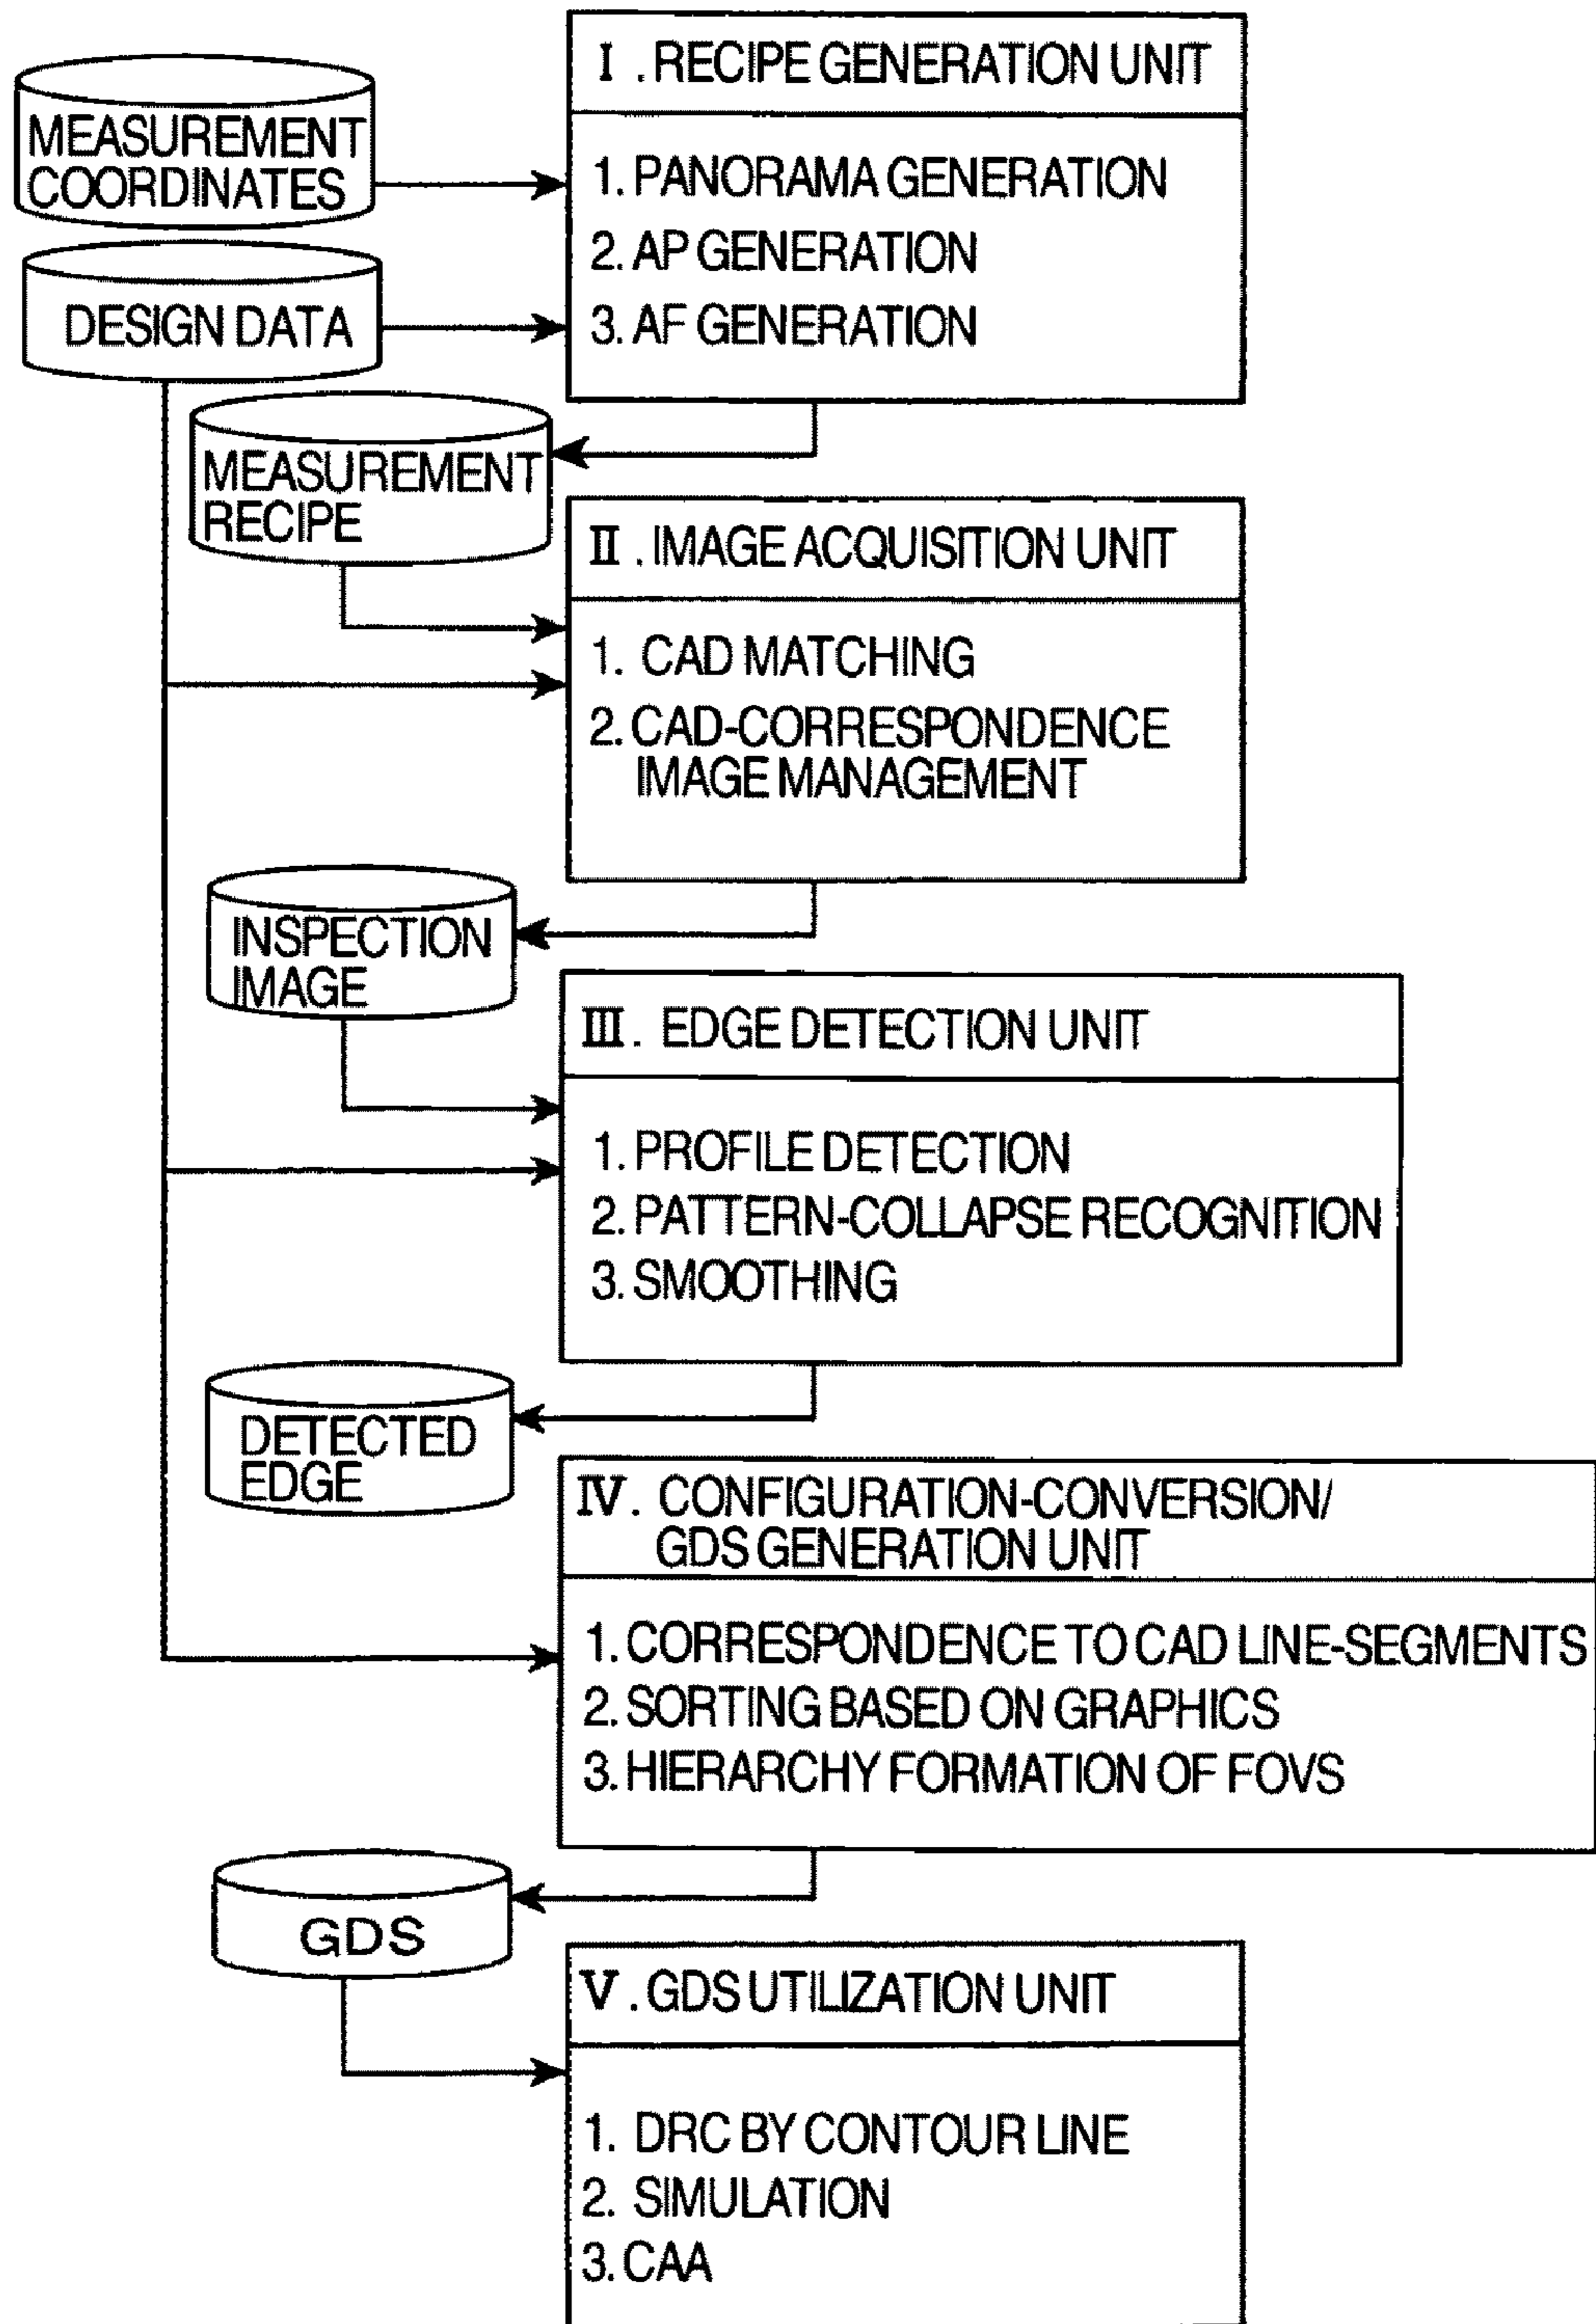 I. RECIPE GENERATION UNIT
MEASUREMENT
COORDINATES
1. PANORAMA GENERATION
2. AP GENERATION
DESIGN DATA
3. AF GENERATION
MEASUREMENT
RECIPE
II. IMAGE ACQUISITION UNIT
1. CAD MATCHING
2. CAD-CORRESPONDENCE
IMAGE MANAGEMENT
INSPECTION
IMAGE
III. EDGE DETECTION UNIT
1. PROFILE DETECTION
2. PATTERN-COLLAPSE RECOGNITION
3. SMOOTHING
DETECTED
EDGE
IV. CONFIGURATION-CONVERSION/
GDS GENERATION UNIT
1. CORRESPONDENCE TO CAD LINE-SEGMENTS
2. SORTING BASED ON GRAPHICS
3. HIERARCHY FORMATION OF FOVS
GDS
V. GDS UTILIZATION UNIT
1. DRC BY CONTOUR LINE
2. SIMULATION
3. CAA